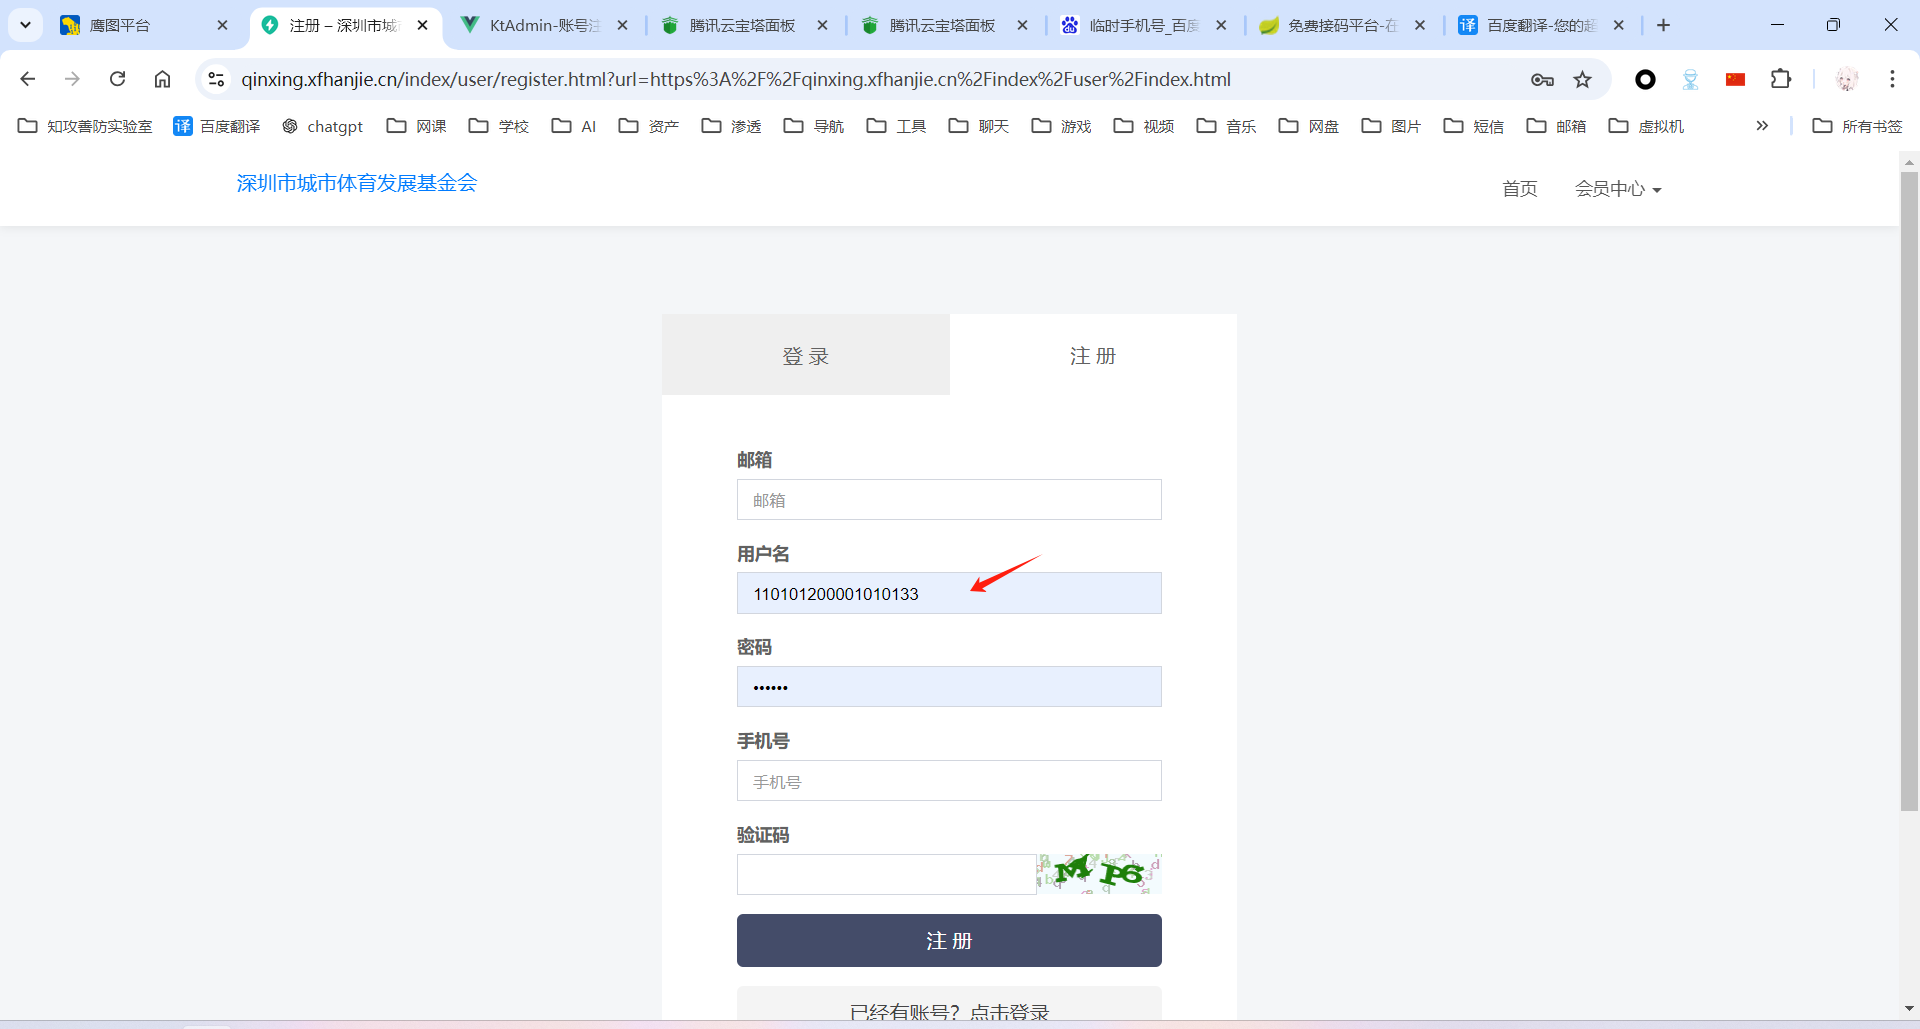 鹰图平台
注册 – 深圳市城
KtAdmin-账号注
腾讯云宝塔面板
腾讯云宝塔面板
临时手机号_百度
免费接码平台-在
百度翻译-您的超
qinxing.xfhanjie.cn/index/user/register.html?url=https%3A%2F%2Fqinxing.xfhanjie.cn%2Findex%2Fuser%2Findex.html
知攻善防实验室 译 百度翻译 chatgpt 网课 学校 AI 资产 渗透 导航 工具 聊天 游戏 视频 音乐 网盘 图片 短信 邮箱 虚拟机 » 所有书签
深圳市城市体育发展基金会
首页 会员中心
登 录
注 册
邮箱
邮箱
用户名
110101200001010133
密码
••••••
手机号
手机号
验证码
注 册
已经有账号? 点击登录